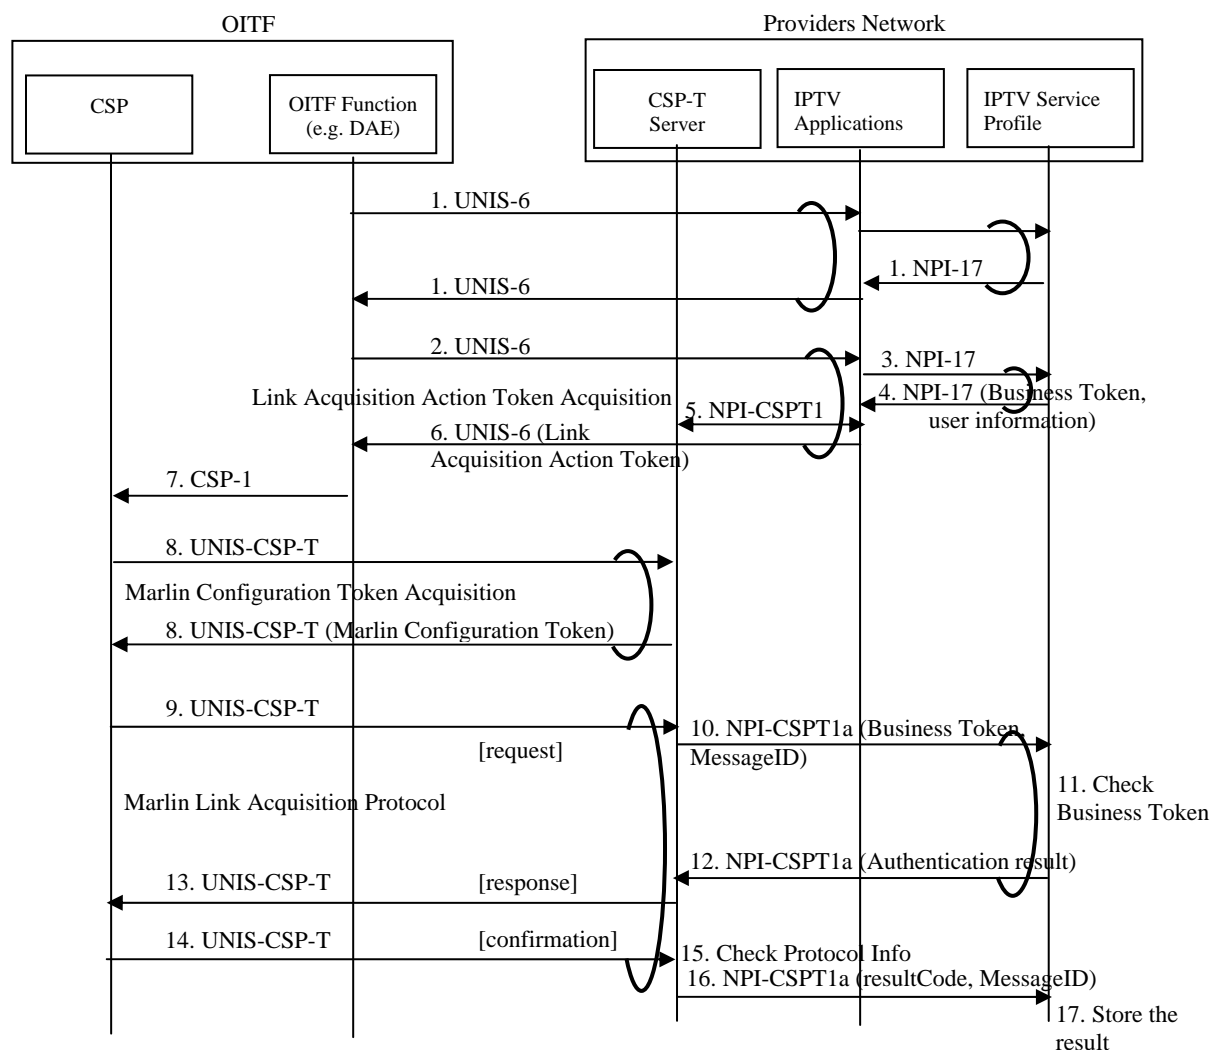 OITF
Providers Network
CSP
OITF Function
(e.g. DAE)
CSP-T
Server
IPTV
Applications
IPTV Service
Profile
1. UNIS-6
1. NPI-17
1. UNIS-6
2. UNIS-6
3. NPI-17
Link Acquisition Action Token Acquisition
4. NPI-17 (Business Token,
user information)
5. NPI-CSPT1
6. UNIS-6 (Link
Acquisition Action Token)
7. CSP-1
8. UNIS-CSP-T
Marlin Configuration Token Acquisition
8. UNIS-CSP-T (Marlin Configuration Token)
9. UNIS-CSP-T
[request]
10. NPI-CSPT1a (Business Token,
MessageID)
11. Check
Business Token
Marlin Link Acquisition Protocol
12. NPI-CSPT1a (Authentication result)
13. UNIS-CSP-T
[response]
14. UNIS-CSP-T
[confirmation]
15. Check Protocol Info
16. NPI-CSPT1a (resultCode, MessageID)
17. Store the
result